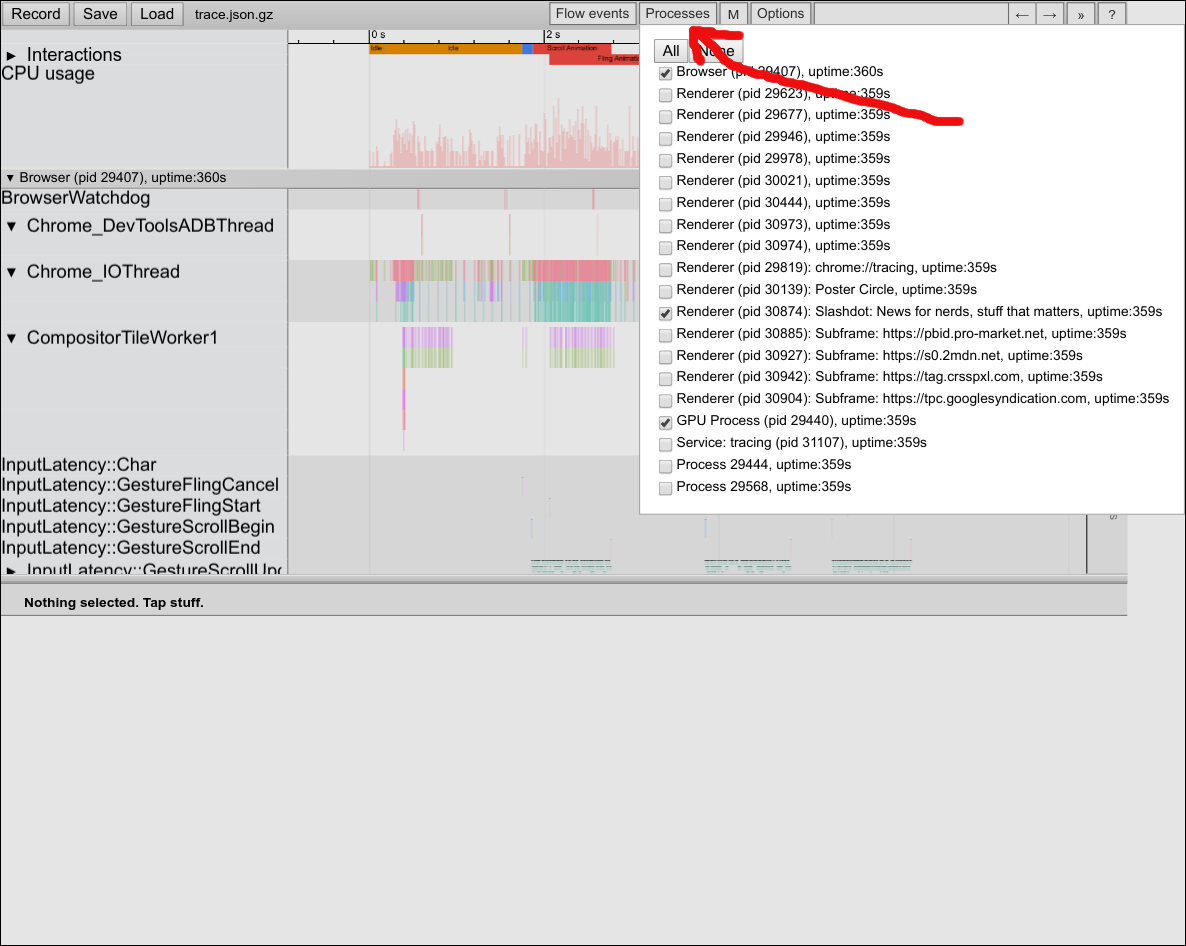 Record Save Load trace.json.gz Flow events Processes M Options ← → » ?
0 s 2 s
▶ Interactions
Idle Idle Scroll Animation
Fling Animati
CPU usage
▼ Browser (pid 29407), uptime:360s
BrowserWatchdog
▼ Chrome_DevToolsADBThread
▼ Chrome_IOThread
▼ CompositorTileWorker1
InputLatency::Char
InputLatency::GestureFlingCancel
InputLatency::GestureFlingStart
InputLatency::GestureScrollBegin
InputLatency::GestureScrollEnd
▶ InputLatency::GestureScrollUpd
All None
Browser (pid 29407), uptime:360s
Renderer (pid 29623), uptime:359s
Renderer (pid 29677), uptime:359s
Renderer (pid 29946), uptime:359s
Renderer (pid 29978), uptime:359s
Renderer (pid 30021), uptime:359s
Renderer (pid 30444), uptime:359s
Renderer (pid 30973), uptime:359s
Renderer (pid 30974), uptime:359s
Renderer (pid 29819): chrome://tracing, uptime:359s
Renderer (pid 30139): Poster Circle, uptime:359s
Renderer (pid 30874): Slashdot: News for nerds, stuff that matters, uptime:359s
Renderer (pid 30885): Subframe: https://pbid.pro-market.net, uptime:359s
Renderer (pid 30927): Subframe: https://s0.2mdn.net, uptime:359s
Renderer (pid 30942): Subframe: https://tag.crsspxl.com, uptime:359s
Renderer (pid 30904): Subframe: https://tpc.googlesyndication.com, uptime:359s
GPU Process (pid 29440), uptime:359s
Service: tracing (pid 31107), uptime:359s
Process 29444, uptime:359s
Process 29568, uptime:359s
Nothing selected. Tap stuff.